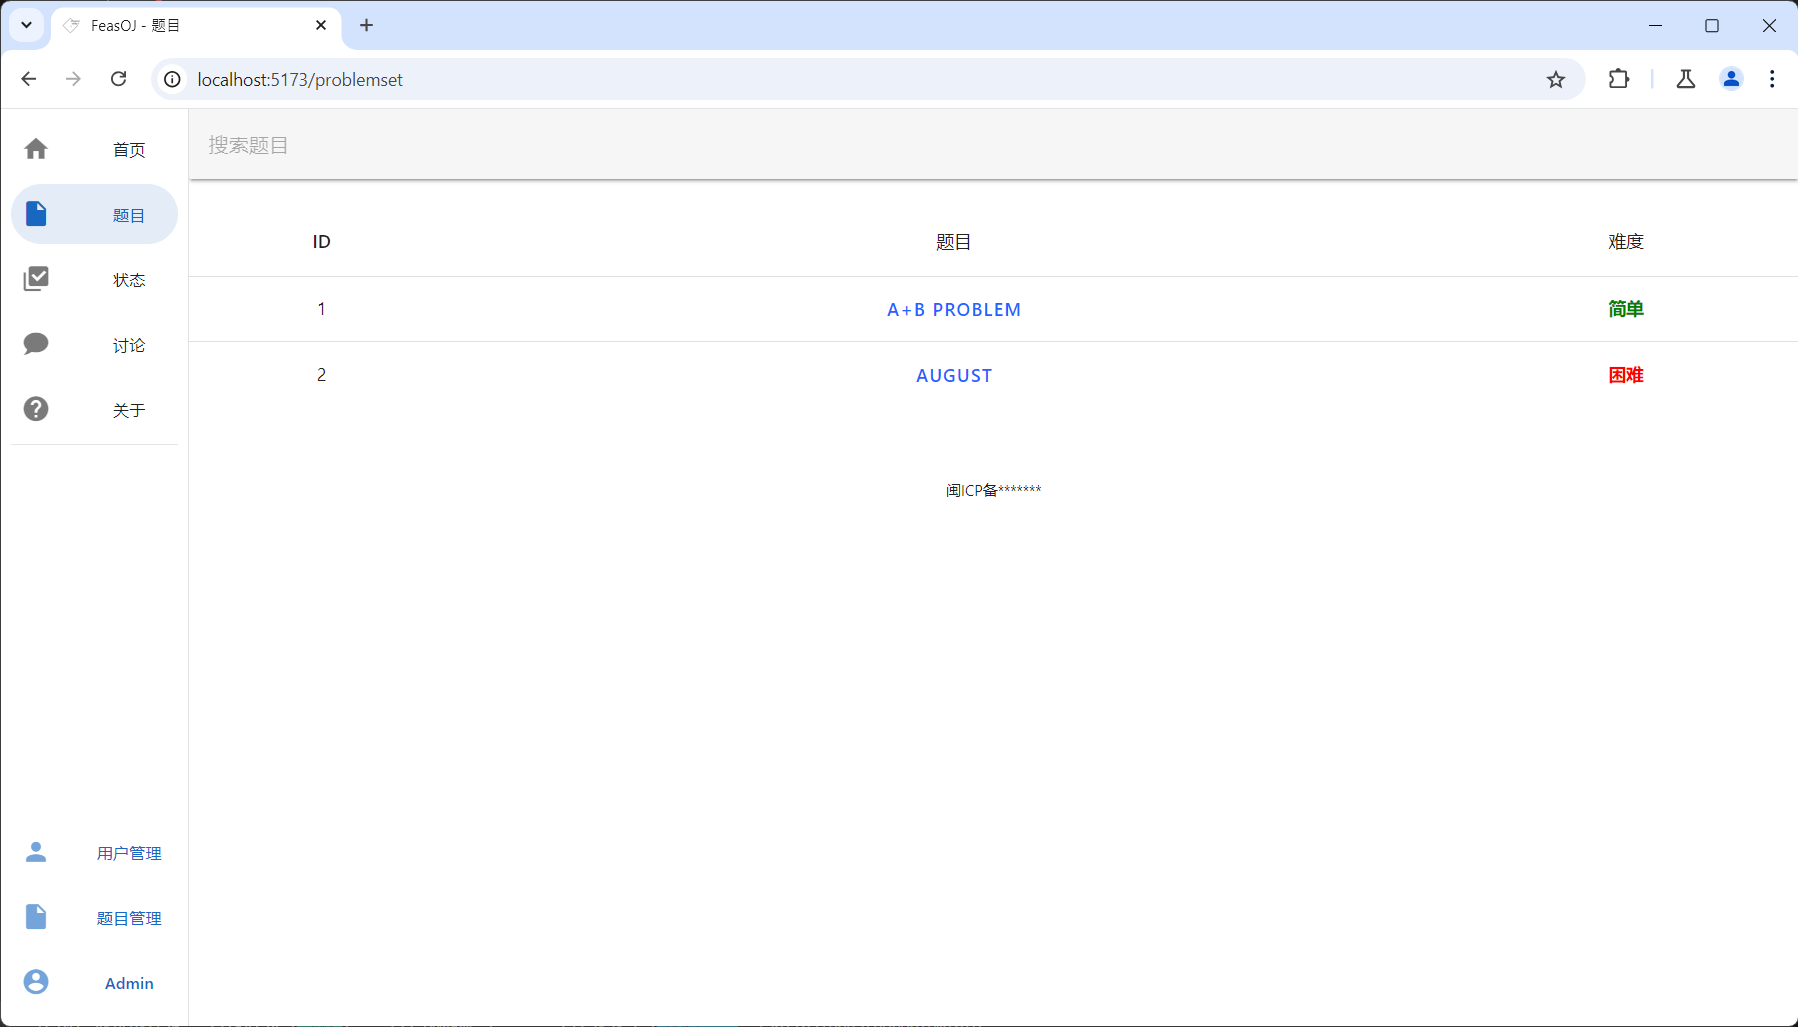 FeasOJ - 题目
localhost:5173/problemset
首页
题目
状态
讨论
关于
用户管理
题目管理
Admin
搜索题目
ID 题目 难度
1 A+B PROBLEM 简单
2 AUGUST 困难
闽ICP备*******